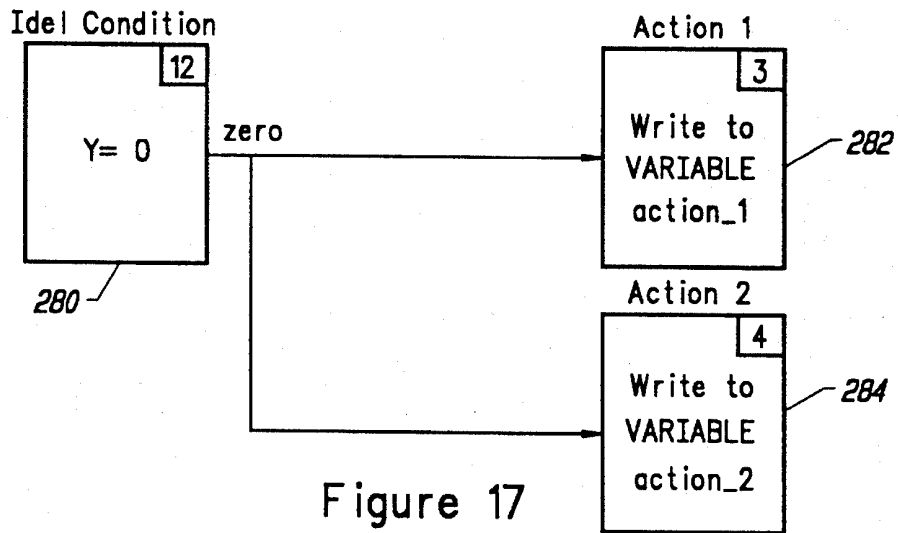 Idel Condition
12
Y= 0
280
zero
Action 1
3
Write to
VARIABLE
action_1
282
Action 2
4
Write to
VARIABLE
action_2
284
Figure 17